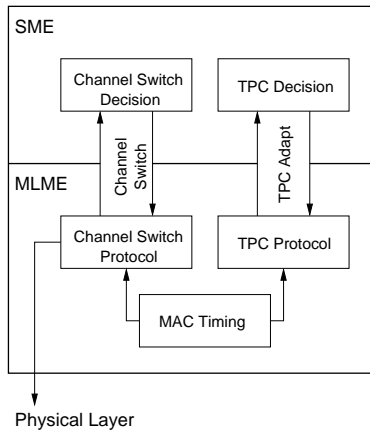 SME
Channel Switch
Decision
TPC Decision
Channel
Switch
TPC Adapt
MLME
Channel Switch
Protocol
TPC Protocol
MAC Timing
Physical Layer